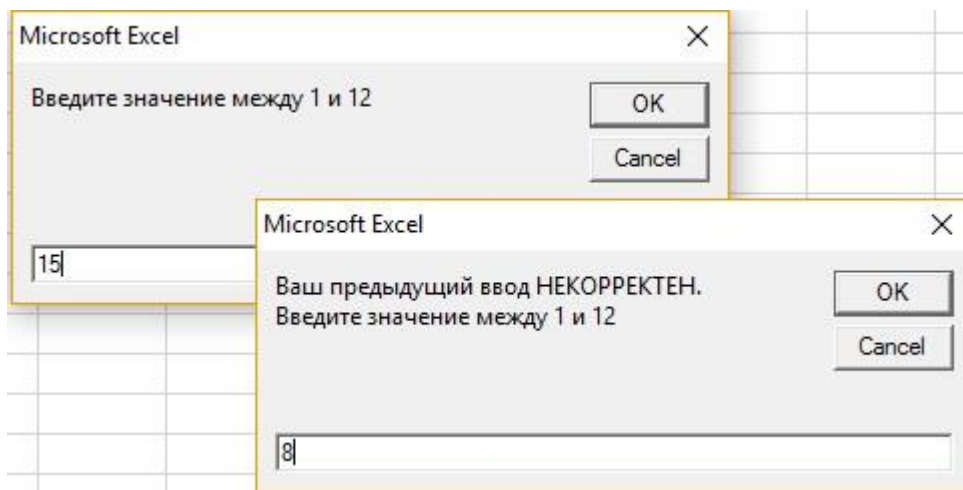 Microsoft Excel
Введите значение между 1 и 12
OK
Cancel
15
Microsoft Excel
Ваш предыдущий ввод НЕКОРРЕКТЕН.
Введите значение между 1 и 12
OK
Cancel
8